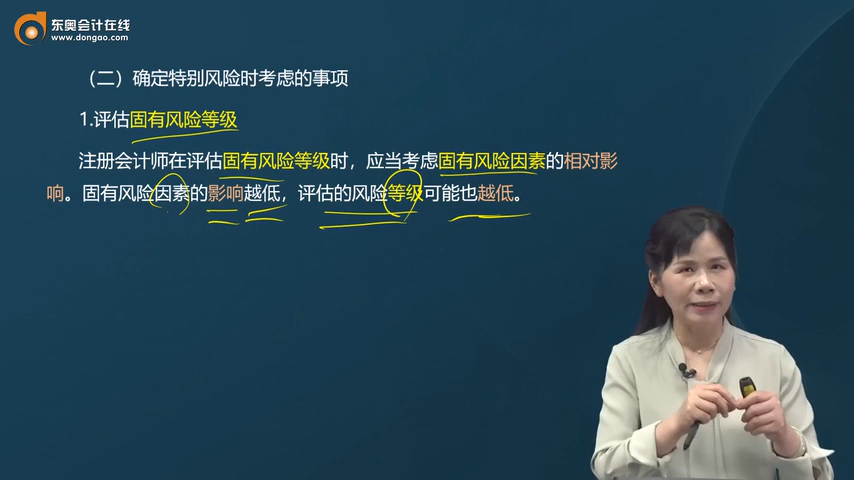 东奥会计在线
www.dongao.com
（二）确定特别风险时考虑的事项
1.评估固有风险等级
注册会计师在评估固有风险等级时，应当考虑固有风险因素的相对影
响。固有风险因素的影响越低，评估的风险等级可能也越低。